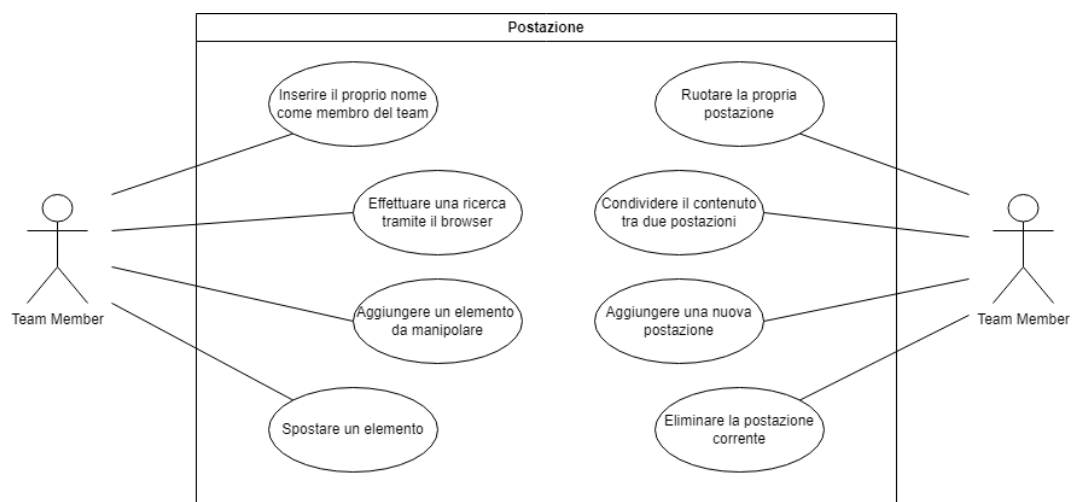 Postazione
Inserire il proprio nome
come membro del team
Ruotare la propria
postazione
Effettuare una ricerca
tramite il browser
Condividere il contenuto
tra due postazioni
Team Member
Team Member
Aggiungere un elemento
da manipolare
Aggiungere una nuova
postazione
Spostare un elemento
Eliminare la postazione
corrente